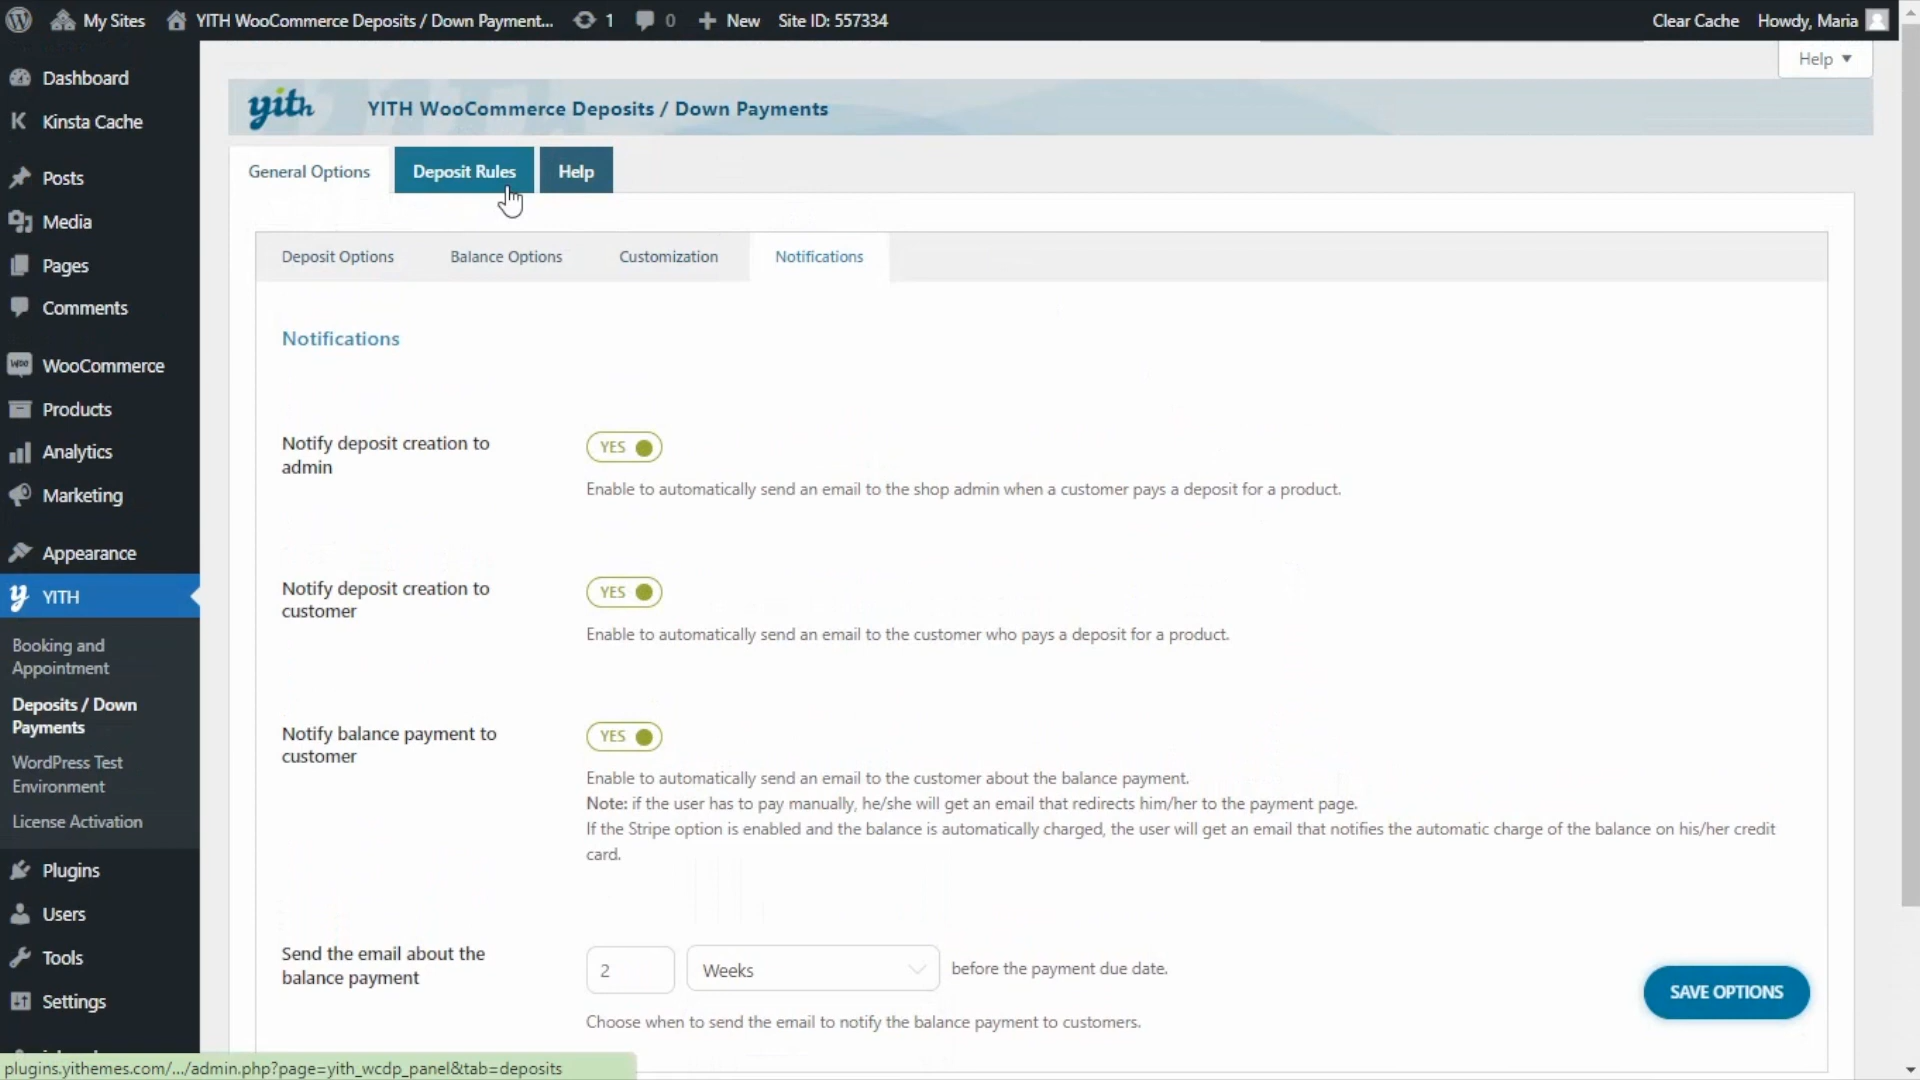 My Sites
YITH WooCommerce Deposits / Down Payment...
1
0
New
Site ID: 557334
Clear Cache
Howdy, Maria
Dashboard
Kinsta Cache
Posts
Media
Pages
Comments
WooCommerce
Products
Analytics
Marketing
Appearance
YITH
Booking and
Appointment
Deposits / Down
Payments
WordPress Test
Environment
License Activation
Plugins
Users
Tools
Settings
Help
yith
YITH WooCommerce Deposits / Down Payments
General Options
Deposit Rules
Help
Deposit Options
Balance Options
Customization
Notifications
Notifications
Notify deposit creation to
admin
YES
Enable to automatically send an email to the shop admin when a customer pays a deposit for a product.
Notify deposit creation to
customer
YES
Enable to automatically send an email to the customer who pays a deposit for a product.
Notify balance payment to
customer
YES
Enable to automatically send an email to the customer about the balance payment.
Note: if the user has to pay manually, he/she will get an email that redirects him/her to the payment page.
If the Stripe option is enabled and the balance is automatically charged, the user will get an email that notifies the automatic charge of the balance on his/her credit
card.
Send the email about the
balance payment
2
Weeks
before the payment due date.
Choose when to send the email to notify the balance payment to customers.
SAVE OPTIONS
plugins.yithemes.com/.../admin.php?page=yith_wcdp_panel&tab=deposits